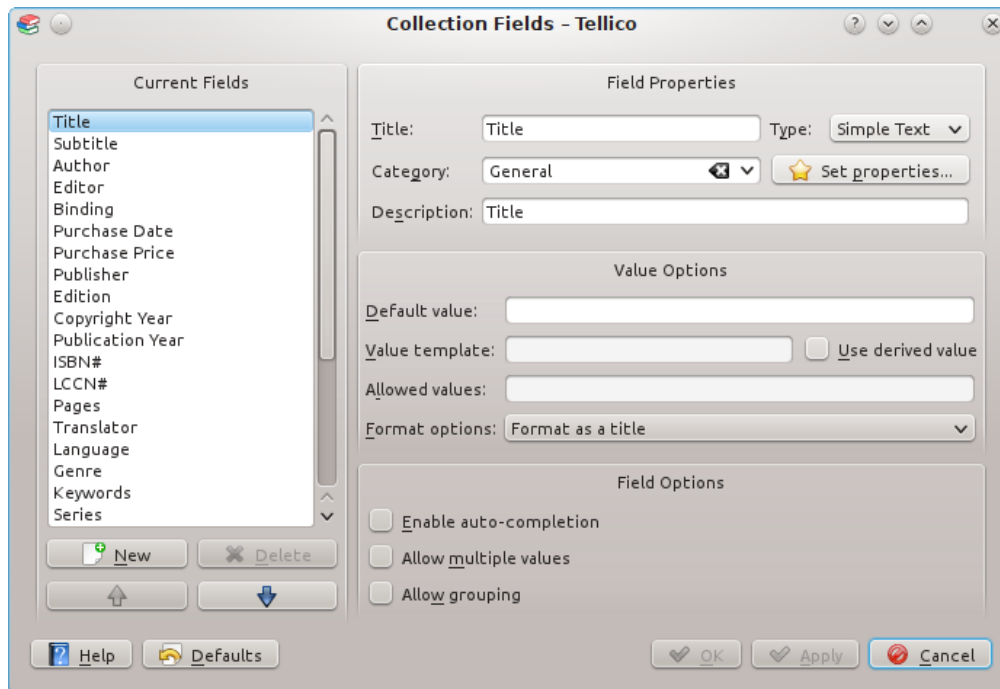 Collection Fields – Tellico
Current Fields
Title
Subtitle
Author
Editor
Binding
Purchase Date
Purchase Price
Publisher
Edition
Copyright Year
Publication Year
ISBN#
LCCN#
Pages
Translator
Language
Genre
Keywords
Series
New
Delete
Field Properties
Title: Title Type: Simple Text
Category: General Set properties...
Description: Title
Value Options
Default value:
Value template: Use derived value
Allowed values:
Format options: Format as a title
Field Options
Enable auto-completion
Allow multiple values
Allow grouping
Help Defaults OK Apply Cancel